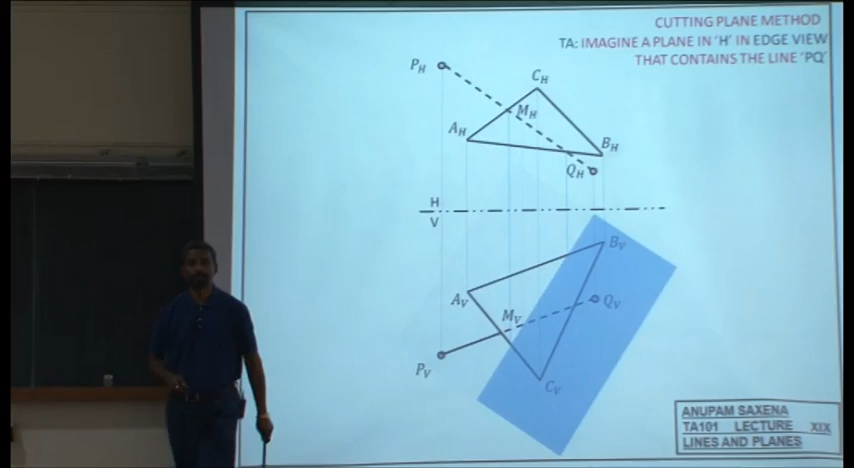 CUTTING PLANE METHOD
TA: IMAGINE A PLANE IN 'H' IN EDGE VIEW
THAT CONTAINS THE LINE 'PQ'
P_H
C_H
M_H
A_H
B_H
Q_H
H
V
B_V
A_V
Q_V
M_V
P_V
C_V
ANUPAM SAXENA
TA101 LECTURE XIX
LINES AND PLANES